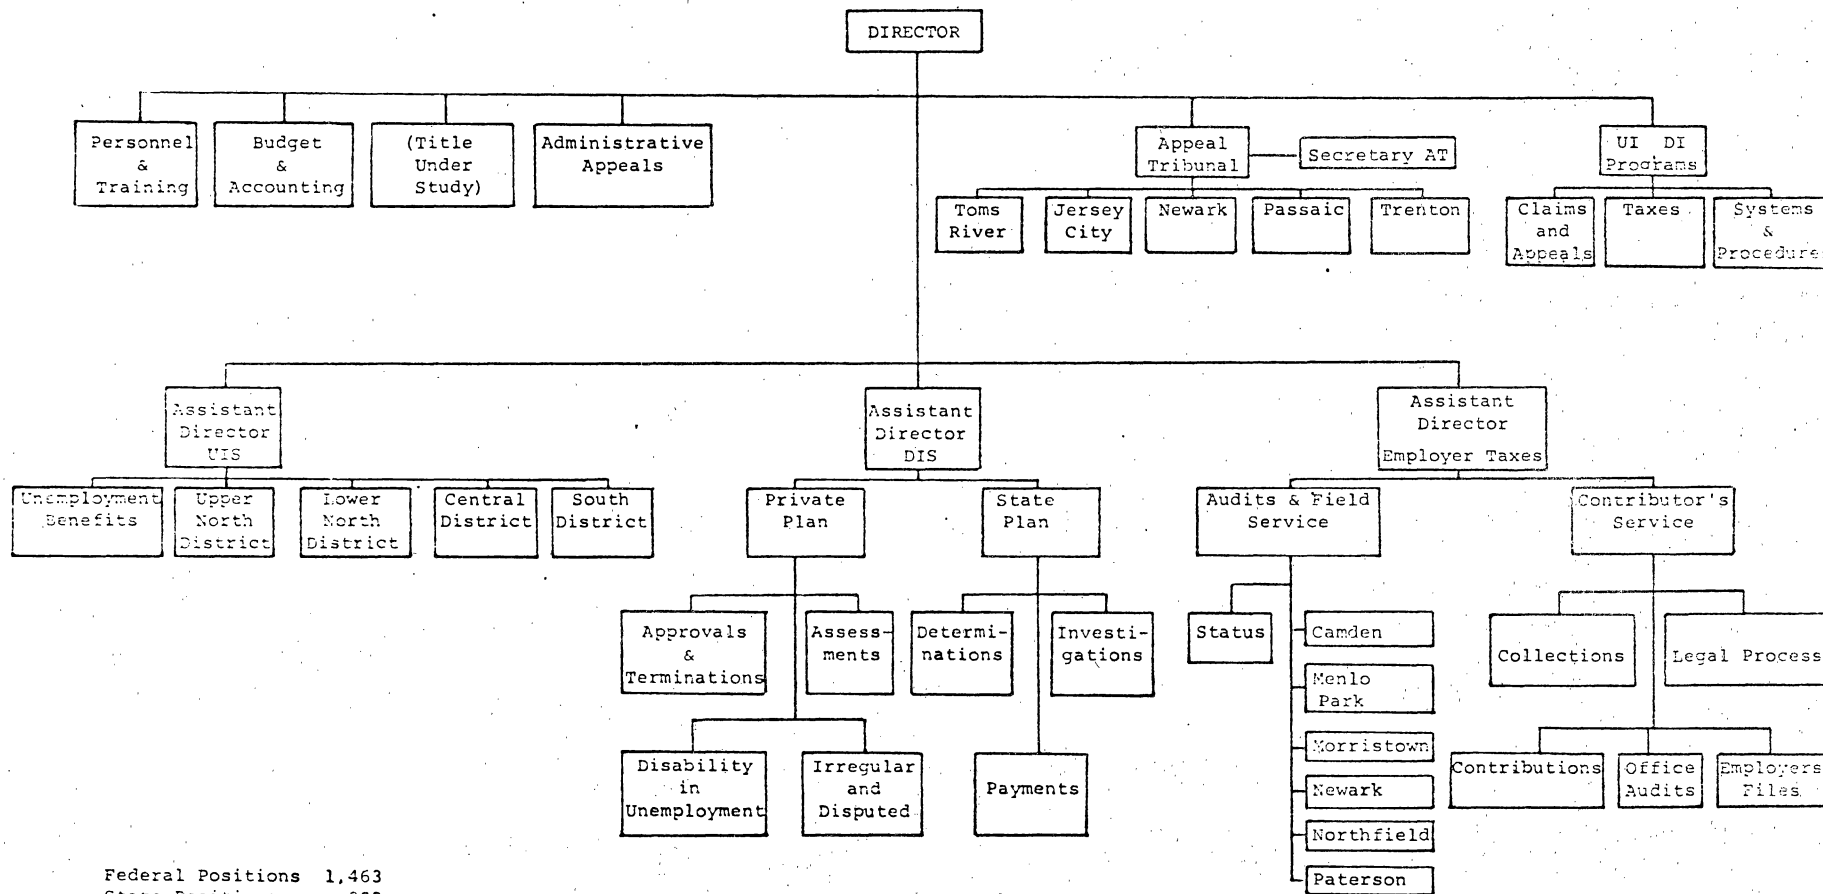 DIRECTOR
Personnel
&
Training
Budget
&
Accounting
(Title
Under
Study)
Administrative
Appeals
Appeal
Tribunal
Secretary AT
UI DI
Programs
Toms
River
Jersey
City
Newark
Passaic
Trenton
Claims
and
Appeals
Taxes
Systems
&
Procedure
Assistant
Director
UIS
Assistant
Director
DIS
Assistant
Director
Employer Taxes
Unemployment
Benefits
Upper
North
District
Lower
North
District
Central
District
South
District
Private
Plan
State
Plan
Audits & Field
Service
Contributor's
Service
Approvals
&
Terminations
Assess-
ments
Determi-
nations
Investi-
gations
Status
Camden
Menlo
Park
Morristown
Newark
Northfield
Paterson
Collections
Legal Process
Disability
in
Unemployment
Irregular
and
Disputed
Payments
Contributions
Office
Audits
Employers
Files
Federal Positions 1,463